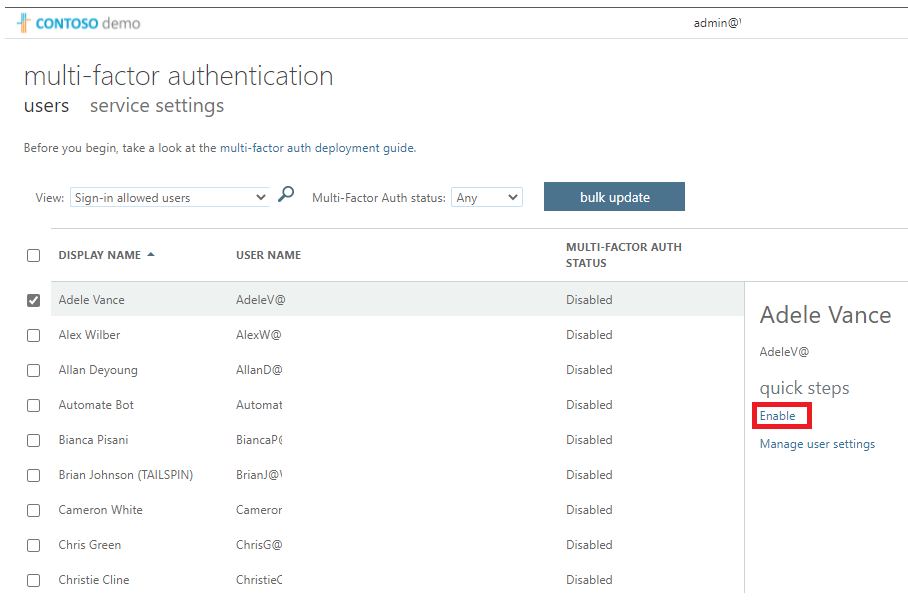 CONTOSO demo
admin@
multi-factor authentication
users service settings
Before you begin, take a look at the multi-factor auth deployment guide.
View: Sign-in allowed users Multi-Factor Auth status: Any bulk update
DISPLAY NAME USER NAME MULTI-FACTOR AUTH
STATUS
Adele Vance AdeleV@ Disabled
Alex Wilber AlexW@ Disabled
Allan Deyoung AllanD@ Disabled
Automate Bot Automat Disabled
Bianca Pisani BiancaP@ Disabled
Brian Johnson (TAILSPIN) BrianJ@ Disabled
Cameron White Cameror Disabled
Chris Green ChrisG@ Disabled
Christie Cline ChristieC Disabled
Adele Vance
AdeleV@
quick steps
Enable
Manage user settings